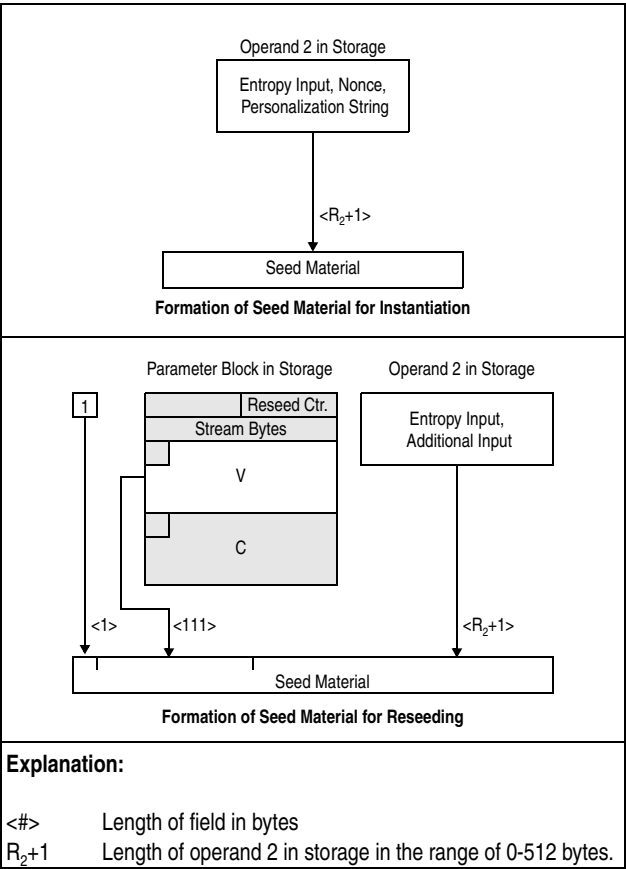 Operand 2 in Storage
Entropy Input, Nonce,
Personalization String
<R₂+1>
Seed Material
Formation of Seed Material for Instantiation
Parameter Block in Storage
Operand 2 in Storage
1
Reseed Ctr.
Stream Bytes
V
C
Entropy Input,
Additional Input
<1>
<111>
<R₂+1>
Seed Material
Formation of Seed Material for Reseeding
Explanation:
<#> Length of field in bytes
R₂+1 Length of operand 2 in storage in the range of 0-512 bytes.